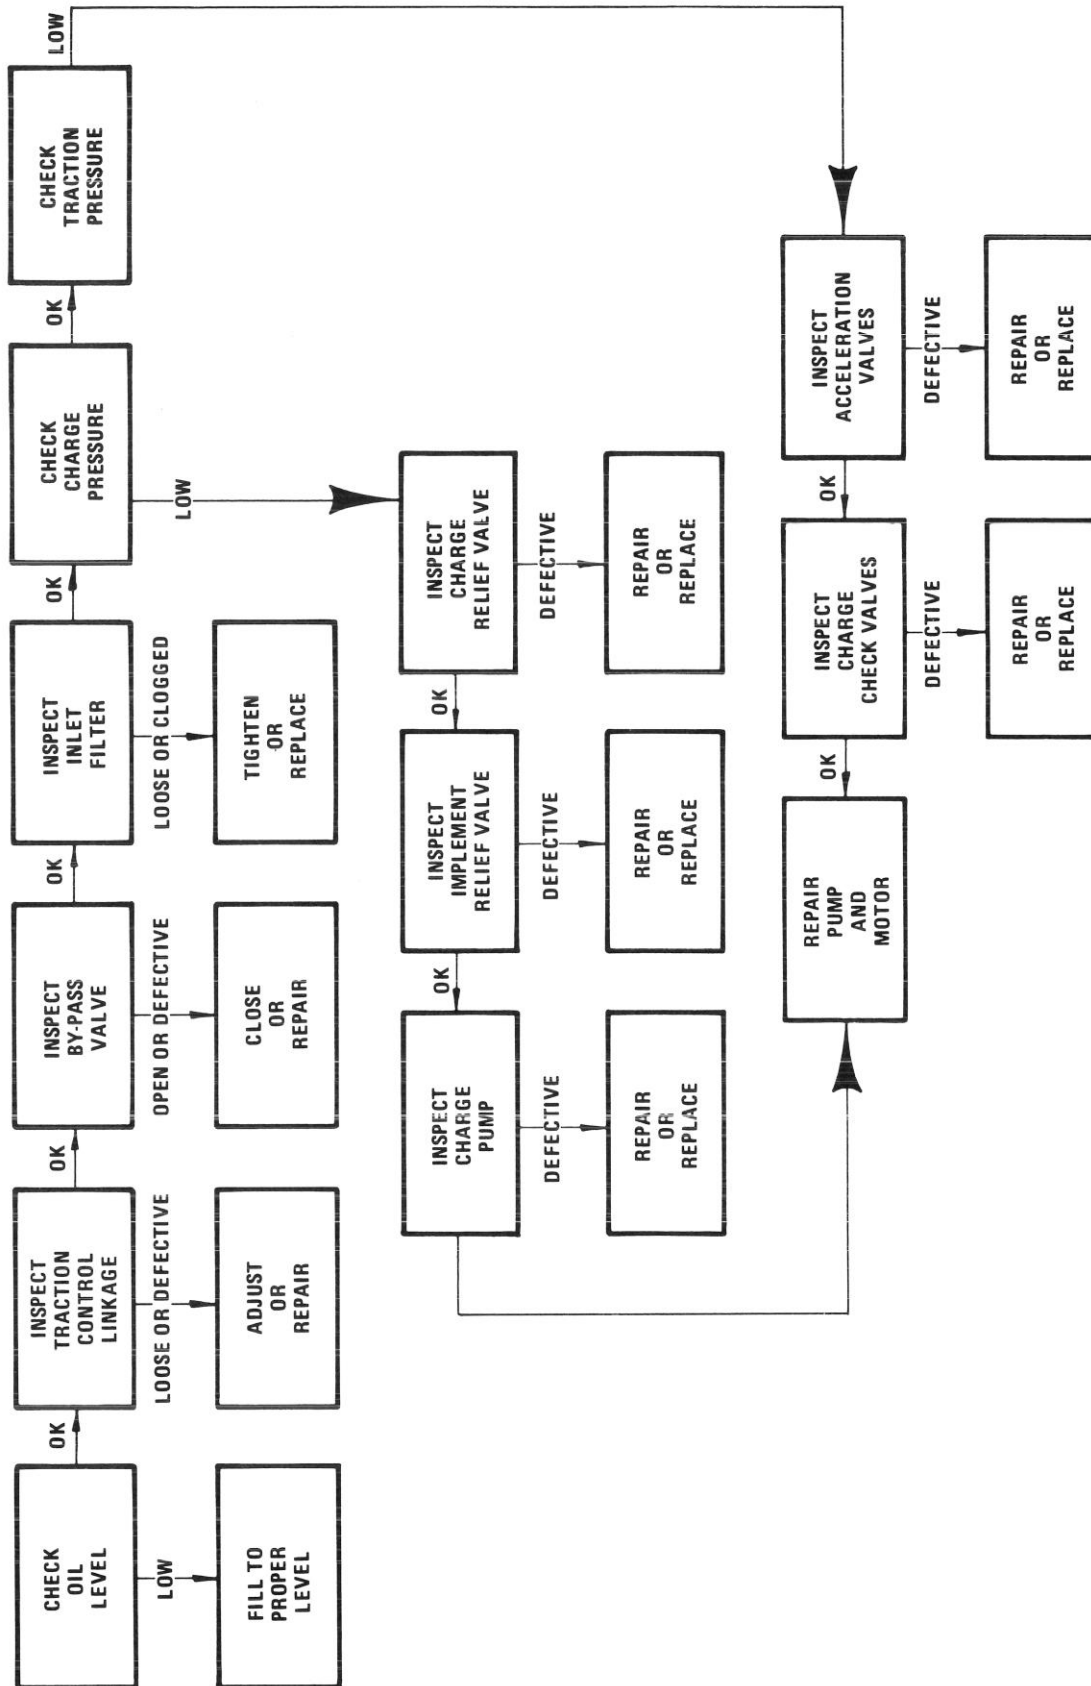 CHECK
OIL
LEVEL
OK
LOW
FILL TO
PROPER
LEVEL
INSPECT
TRACTION
CONTROL
LINKAGE
OK
LOOSE OR DEFECTIVE
ADJUST
OR
REPAIR
INSPECT
BY-PASS
VALVE
OK
OPEN OR DEFECTIVE
CLOSE
OR
REPAIR
INSPECT
INLET
FILTER
OK
LOOSE OR CLOGGED
TIGHTEN
OR
REPLACE
CHECK
CHARGE
PRESSURE
OK
LOW
CHECK
TRACTION
PRESSURE
LOW
INSPECT
CHARGE
RELIEF VALVE
OK
DEFECTIVE
REPAIR
OR
REPLACE
INSPECT
IMPLEMENT
RELIEF VALVE
OK
DEFECTIVE
REPAIR
OR
REPLACE
INSPECT
CHARGE
PUMP
DEFECTIVE
REPAIR
OR
REPLACE
INSPECT
ACCELERATION
VALVES
OK
DEFECTIVE
REPAIR
OR
REPLACE
INSPECT
CHARGE
CHECK VALVES
OK
DEFECTIVE
REPAIR
OR
REPLACE
REPAIR
PUMP
AND
MOTOR